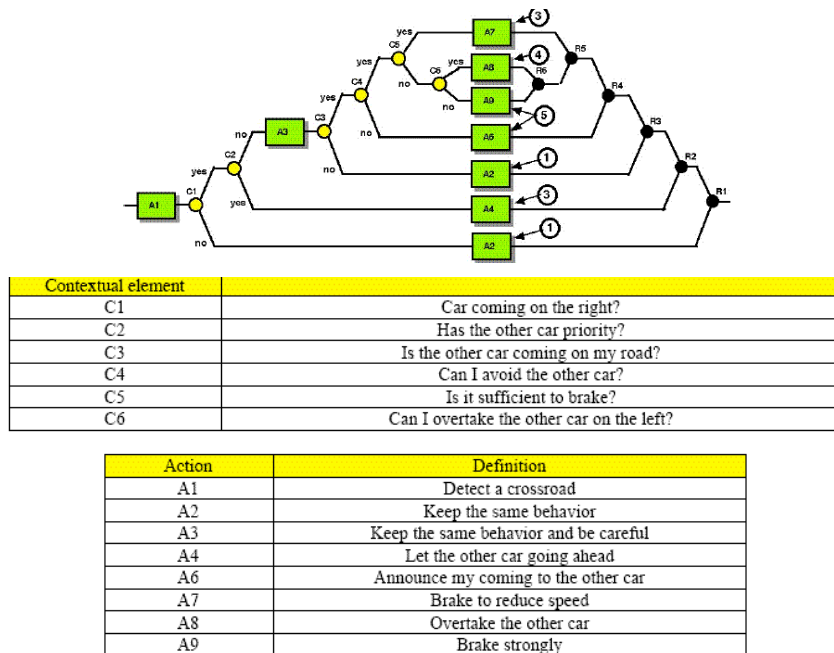 3
yes
A7
C5
R5
4
yes
yes
A8
C6
R6
C4
no
R4
yes
A9
no
5
C3
R3
no
A3
no
A6
C2
1
R2
yes
no
A2
C1
R1
3
A1
yes
A4
1
no
A2
Contextual element
C1 Car coming on the right?
C2 Has the other car priority?
C3 Is the other car coming on my road?
C4 Can I avoid the other car?
C5 Is it sufficient to brake?
C6 Can I overtake the other car on the left?
Action Definition
A1 Detect a crossroad
A2 Keep the same behavior
A3 Keep the same behavior and be careful
A4 Let the other car going ahead
A6 Announce my coming to the other car
A7 Brake to reduce speed
A8 Overtake the other car
A9 Brake strongly